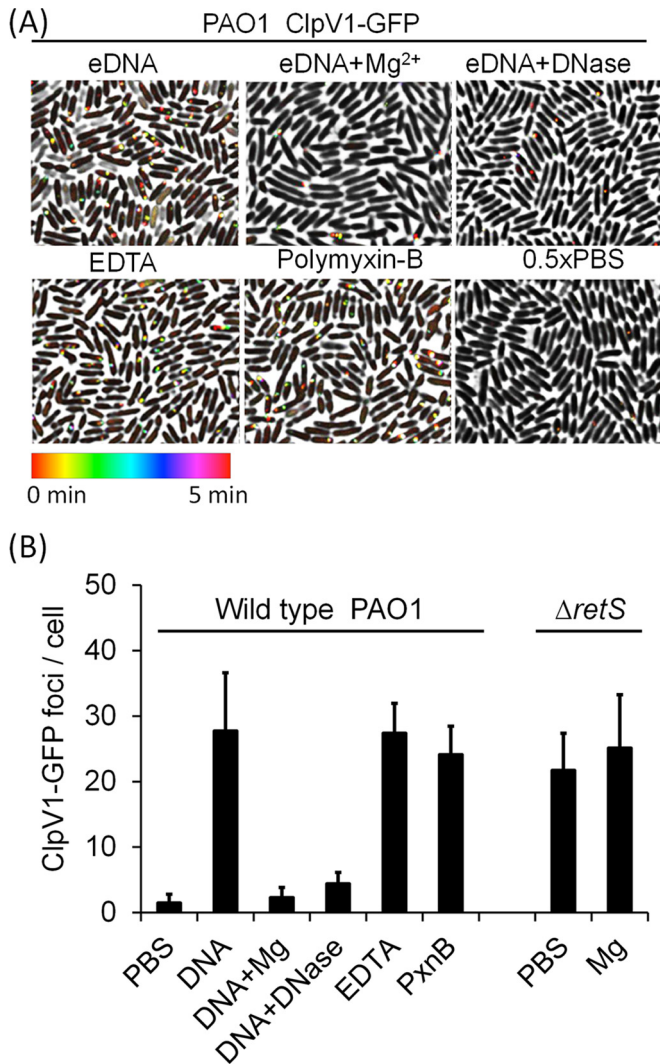 (A)
PAO1 ClpV1-GFP
eDNA eDNA+Mg²⁺ eDNA+DNase
EDTA Polymyxin-B 0.5xPBS
0 min 5 min
(B)
ClpV1-GFP foci / cell
50
40
30
20
10
0
Wild type PAO1 ΔretS
PBS DNA DNA+Mg DNA+DNase EDTA PxnB PBS Mg